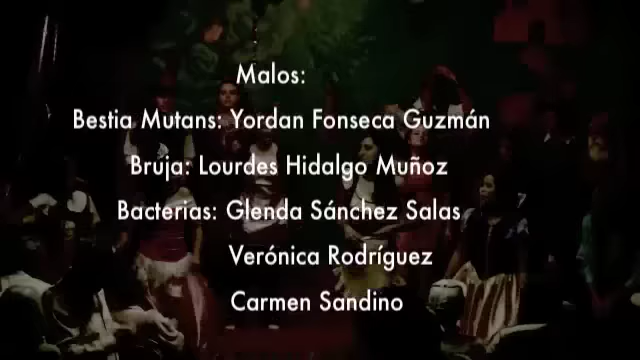 Malos:
Bestia Mutans: Yordan Fonseca Guzmán
Bruja: Lourdes Hidalgo Muñoz
Bacterias: Glenda Sánchez Salas
Verónica Rodríguez
Carmen Sandino